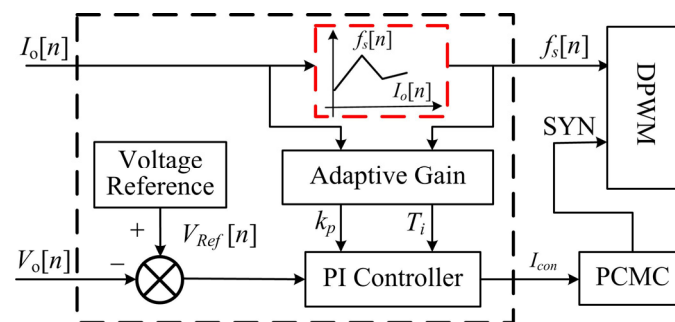 I_o[n]
f_s[n]
I_o[n]
f_s[n]
DPWM
SYN
Voltage
Reference
Adaptive Gain
+
V_Ref [n]
k_p
T_i
V_o[n]
−
PI Controller
I_con
PCMC